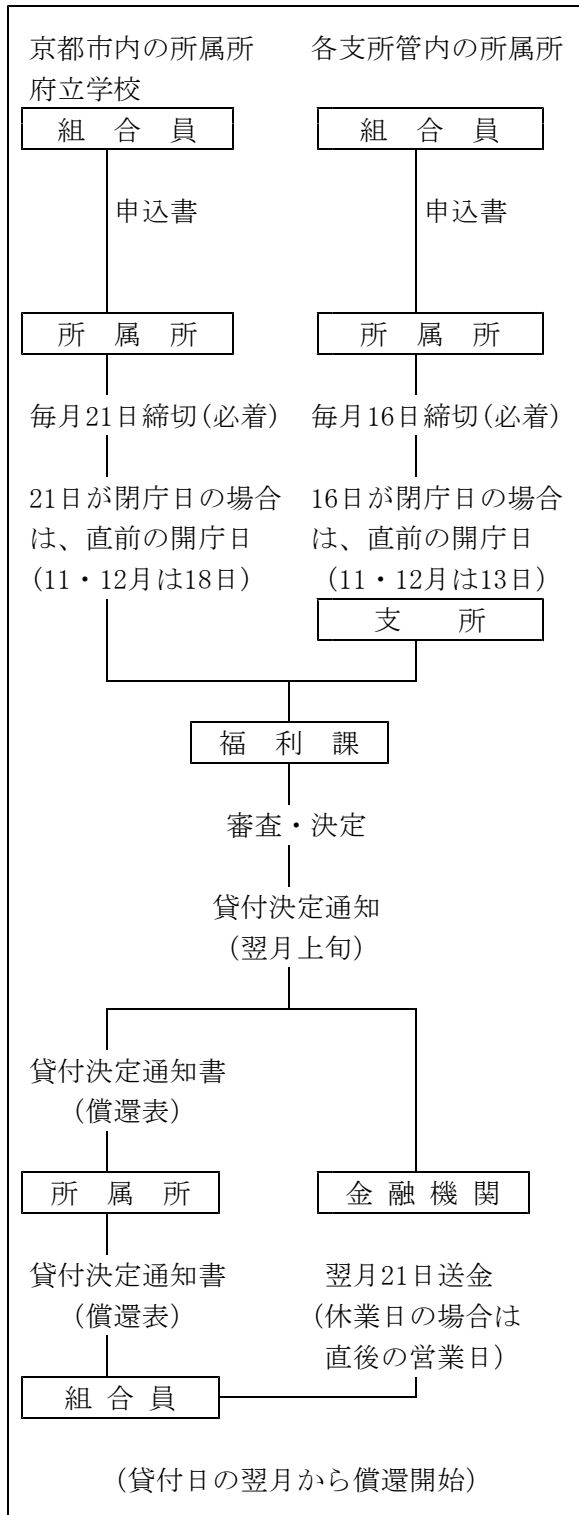 京都市内の所属所
府立学校
組合員
申込書
所属所
毎月21日締切(必着)
21日が閉庁日の場合
は、直前の開庁日
(11・12月は18日)
各支所管内の所属所
組合員
申込書
所属所
毎月16日締切(必着)
16日が閉庁日の場合
は、直前の開庁日
(11・12月は13日)
支所
福利課
審査・決定
貸付決定通知
(翌月上旬)
貸付決定通知書
(償還表)
所属所
貸付決定通知書
(償還表)
金融機関
翌月21日送金
(休業日の場合は
直後の営業日)
組合員
(貸付日の翌月から償還開始)